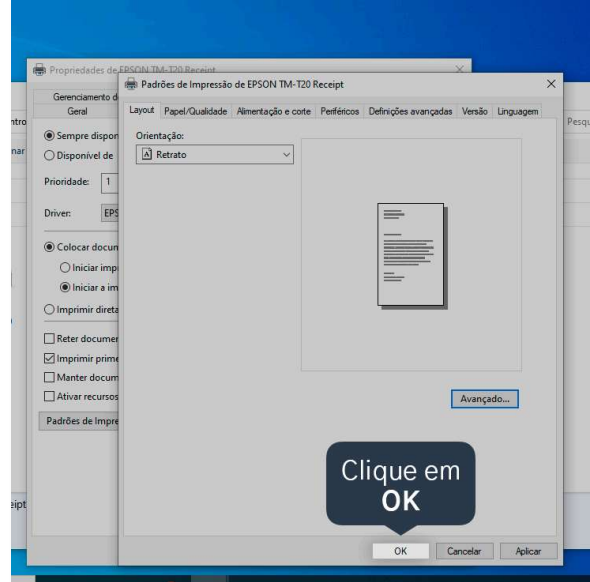 Propriedades de EPSON TM-T20 Receipt
Padrões de Impressão de EPSON TM-T20 Receipt
Gerenciamento d
Geral
Layout Papel/Qualidade Alimentação e corte Periféricos Definições avançadas Versão Linguagem
Pesqu
Sempre dispon
Orientação:
Disponível de
Retrato
Prioridade: 1
Driver: EPS
Colocar docum
Iniciar impr
Iniciar a im
Imprimir direta
Reter documen
Imprimir prime
Manter docum
Ativar recursos
Avançado...
Padrões de Impre
Clique em
OK
eipt
OK Cancelar Aplicar